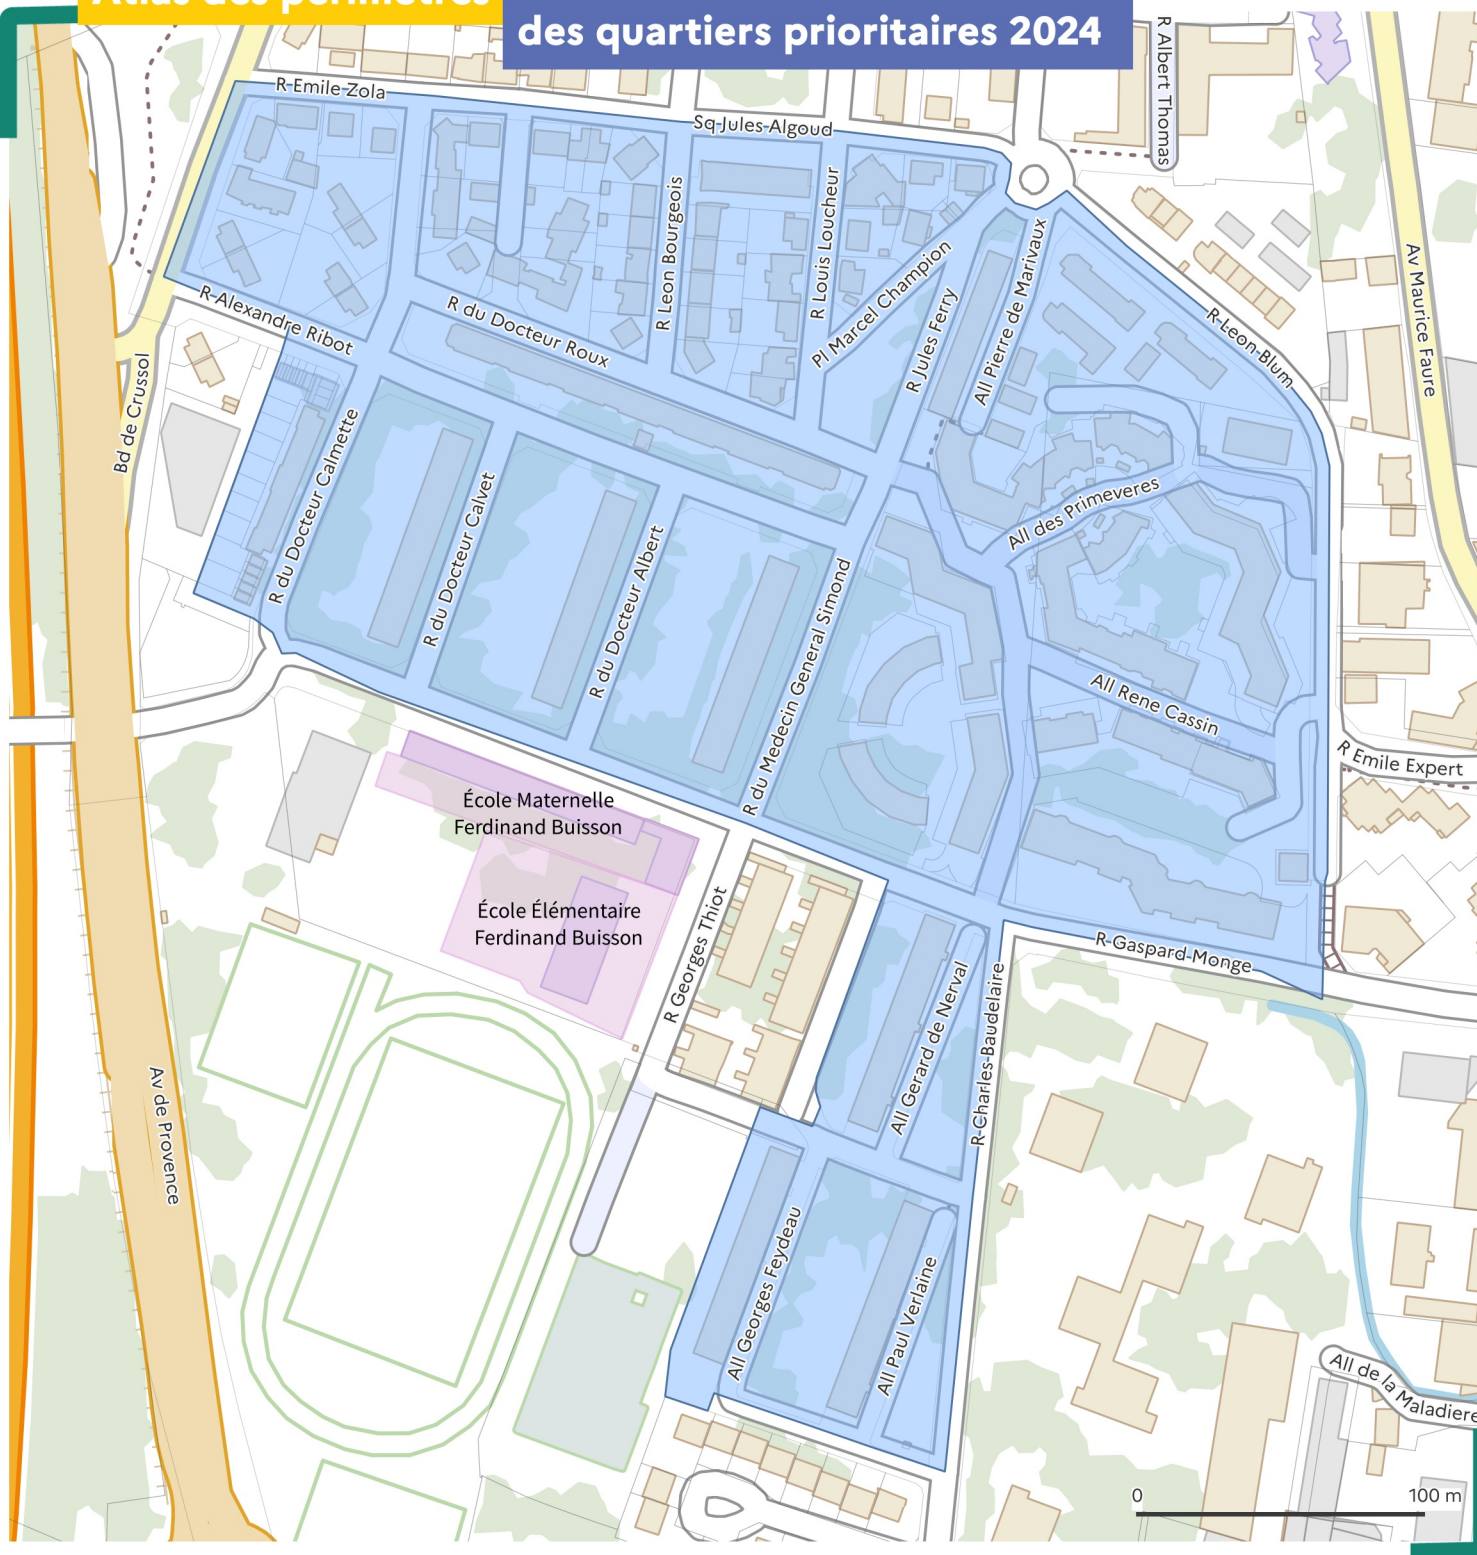 Atlas des périmètres
des quartiers prioritaires 2024
R Emile Zola
Sq Jules Algoud
R Albert Thomas
R Leon Bourgeois
R Louis Loucheur
Pl Marcel Champion
R Jules Ferry
All Pierre de Marivaux
R Leon Blum
Av Maurice Faure
R Alexandre Ribot
R du Docteur Roux
Bd de Crussol
R du Docteur Calmette
R du Docteur Calvet
R du Docteur Albert
R du Medecin General Simond
All des Primeveres
All Rene Cassin
R Emile Expert
École Maternelle
Ferdinand Buisson
École Élémentaire
Ferdinand Buisson
R Georges Thiot
R Gaspard Monge
All Gerard de Nerval
R Charles Baudelaire
Av de Provence
All Georges Feydeau
All Paul Verlaine
All de la Maladiere
0 100 m